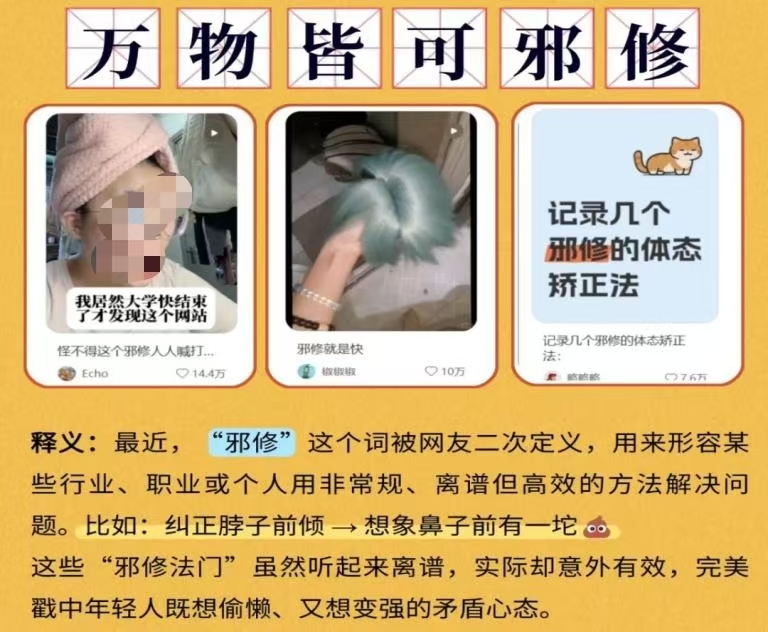 万物皆可邪修
我居然大学快结束
了才发现这个网站
怪不得这个邪修人人喊打...
Echo
14.4万
邪修就是快
椒椒椒
10万
记录几个
邪修的体态
矫正法
记录几个邪修的体态矫正
法：
7.6万
释义：最近，“邪修”这个词被网友二次定义，用来形容某
些行业、职业或个人用非常规、离谱但高效的方法解决问
题。比如：纠正脖子前倾→想象鼻子前有一坨💩
这些“邪修法门”虽然听起来离谱，实际却意外有效，完美
戳中年轻人既想偷懒、又想变强的矛盾心态。